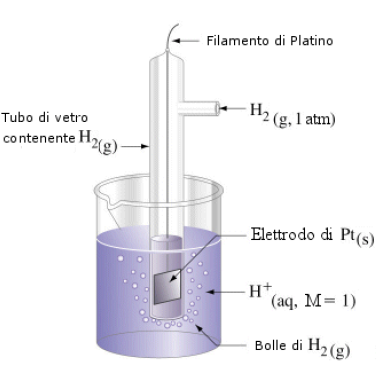 Filamento di Platino
H2 (g, 1 atm)
Tubo di vetro
contenente H2(g)
Elettrodo di Pt(s)
H+ (aq, M= 1)
Bolle di H2(g)